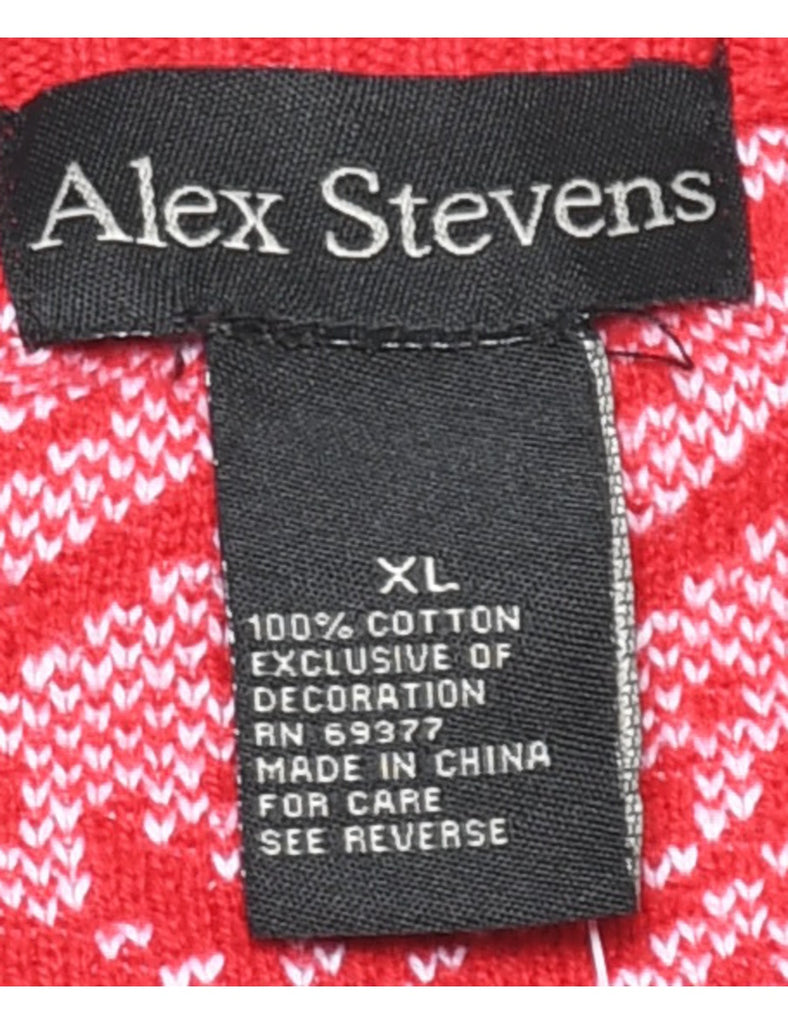 Alex Stevens
XL
100% COTTON
EXCLUSIVE OF
DECORATION
RN 69377
MADE IN CHINA
FOR CARE
SEE REVERSE